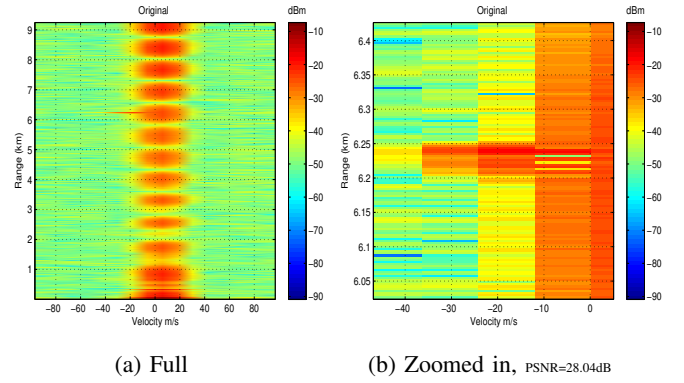 Original
dBm
9
8
7
6
5
4
3
2
1
Range (km)
-80 -60 -40 -20 0 20 40 60 80
Velocity m/s
-10
-20
-30
-40
-50
-60
-70
-80
-90
Original
dBm
6.4
6.35
6.3
6.25
6.2
6.15
6.1
6.05
Range (km)
-40 -30 -20 -10 0
Velocity m/s
-10
-20
-30
-40
-50
-60
-70
-80
-90
(a) Full
(b) Zoomed in, PSNR=28.04dB